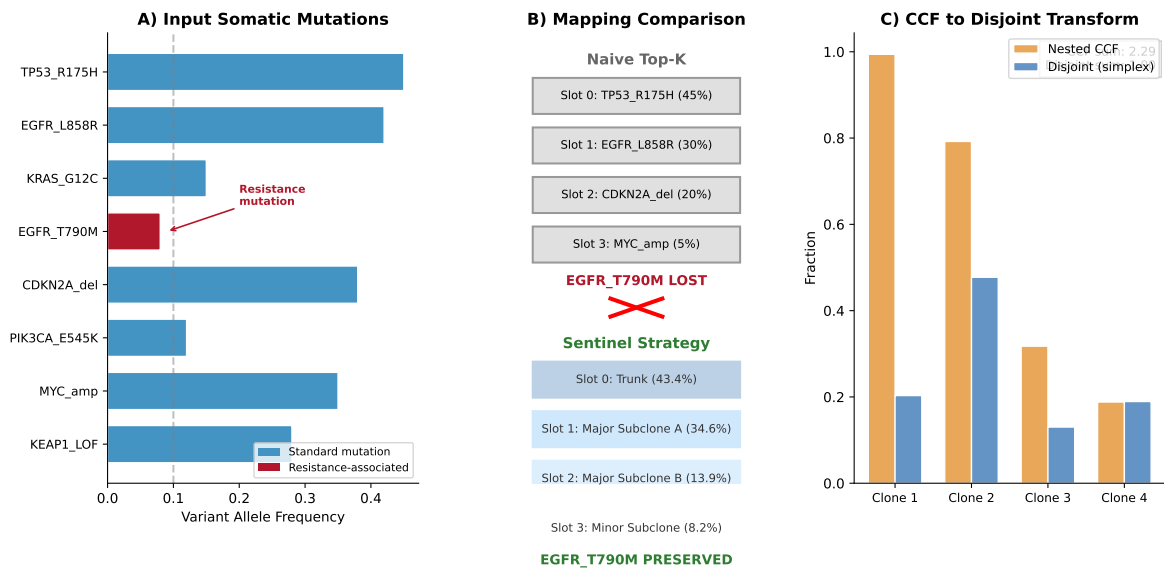 A) Input Somatic Mutations
TP53_R175H
EGFR_L858R
KRAS_G12C
EGFR_T790M
CDKN2A_del
PIK3CA_E545K
MYC_amp
KEAP1_LOF
Resistance
mutation
Standard mutation
Resistance-associated
0.0
0.1
0.2
0.3
0.4
Variant Allele Frequency
B) Mapping Comparison
Naive Top-K
Slot 0: TP53_R175H (45%)
Slot 1: EGFR_L858R (30%)
Slot 2: CDKN2A_del (20%)
Slot 3: MYC_amp (5%)
EGFR_T790M LOST
Sentinel Strategy
Slot 0: Trunk (43.4%)
Slot 1: Major Subclone A (34.6%)
Slot 2: Major Subclone B (13.9%)
Slot 3: Minor Subclone (8.2%)
EGFR_T790M PRESERVED
C) CCF to Disjoint Transform
Nested CCF
Disjoint (simplex)
2.29
1.0
0.8
0.6
0.4
0.2
0.0
Fraction
Clone 1
Clone 2
Clone 3
Clone 4